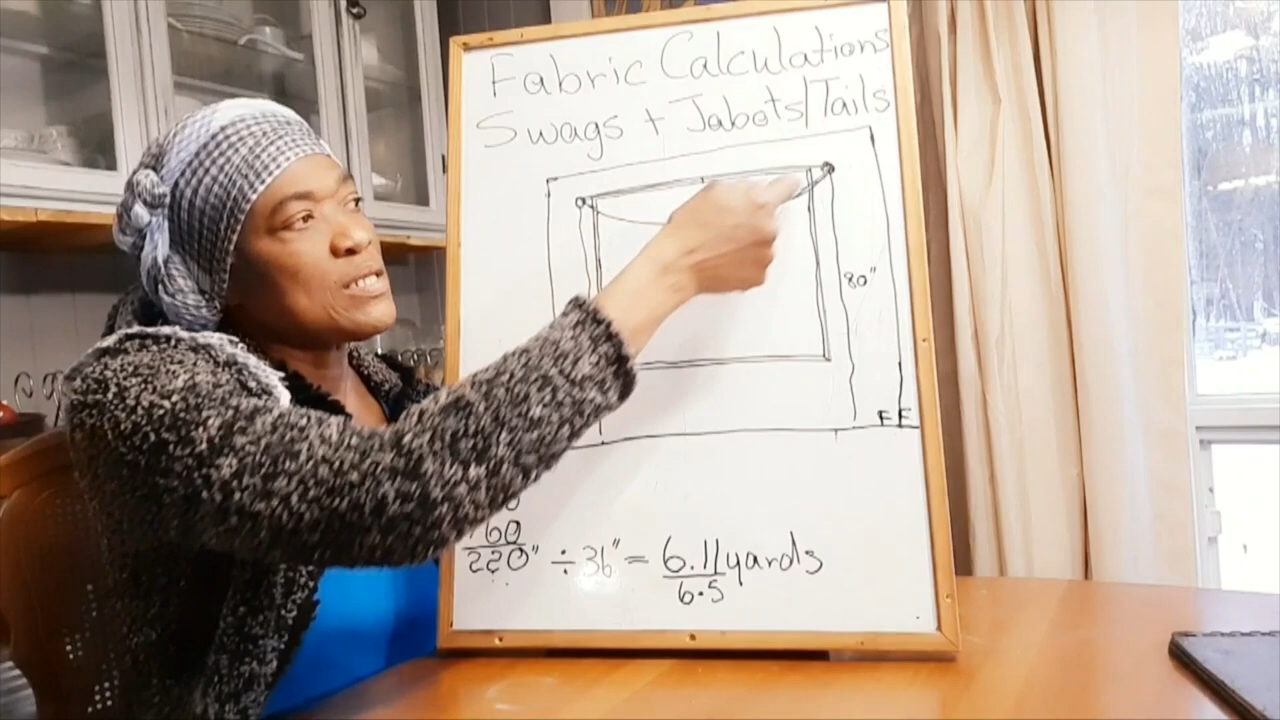 Fabric Calculations
Swags + Jabots/Tails
80"
FF
60
220" ÷ 36" = 6.11 yards
6.5